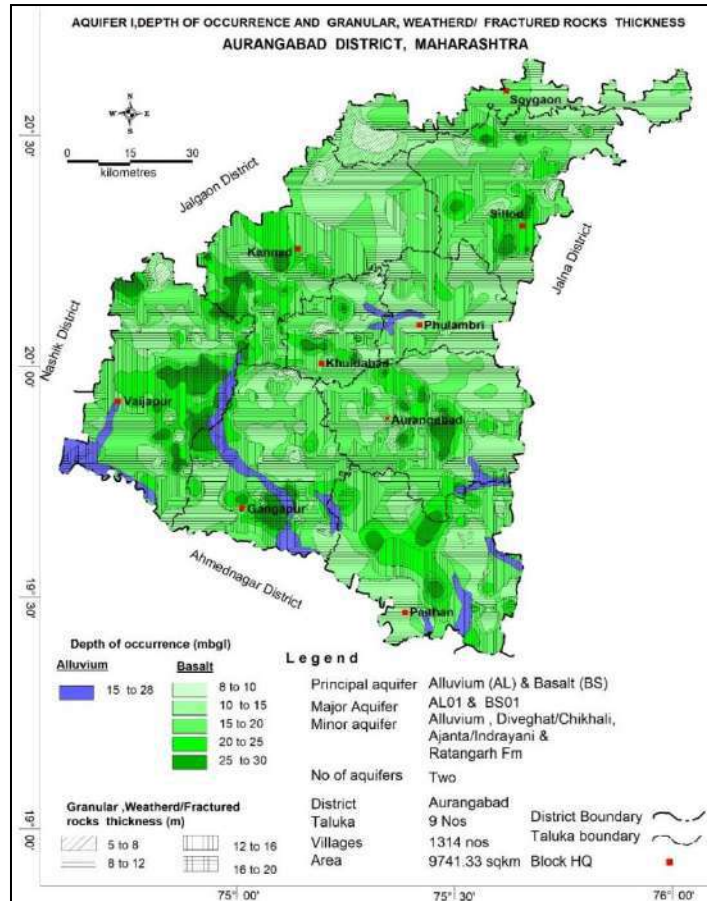 AQUIFER I,DEPTH OF OCCURRENCE AND GRANULAR, WEATHERD/ FRACTURED ROCKS THICKNESS
AURANGABAD DISTRICT, MAHARASHTRA
N
W E
S
0 15 30
kilometres
20° 30'
20° 00'
19° 30'
19° 00'
Soygaon
Jalgaon District
Sillod
Kannad
Jalna District
Nashik District
Phulambri
Khuldabad
Vaijapur
Aurangabad
Gangapur
Ahmednagar District
Paithan
Depth of occurrence (mbgl)
Alluvium
15 to 28
Basalt
8 to 10
10 to 15
15 to 20
20 to 25
25 to 30
Granular ,Weatherd/Fractured
rocks thickness (m)
5 to 8
8 to 12
12 to 16
16 to 20
Legend
Principal aquifer Alluvium (AL) & Basalt (BS)
Major Aquifer AL01 & BS01
Minor aquifer Alluvium , Diveghat/Chikhali,
Ajanta/Indrayani &
Ratangarh Fm
No of aquifers Two
District Aurangabad
Taluka 9 Nos
Villages 1314 nos
Area 9741.33 sqkm
District Boundary
Taluka boundary
Block HQ
75° 00' 75° 30' 76° 00'